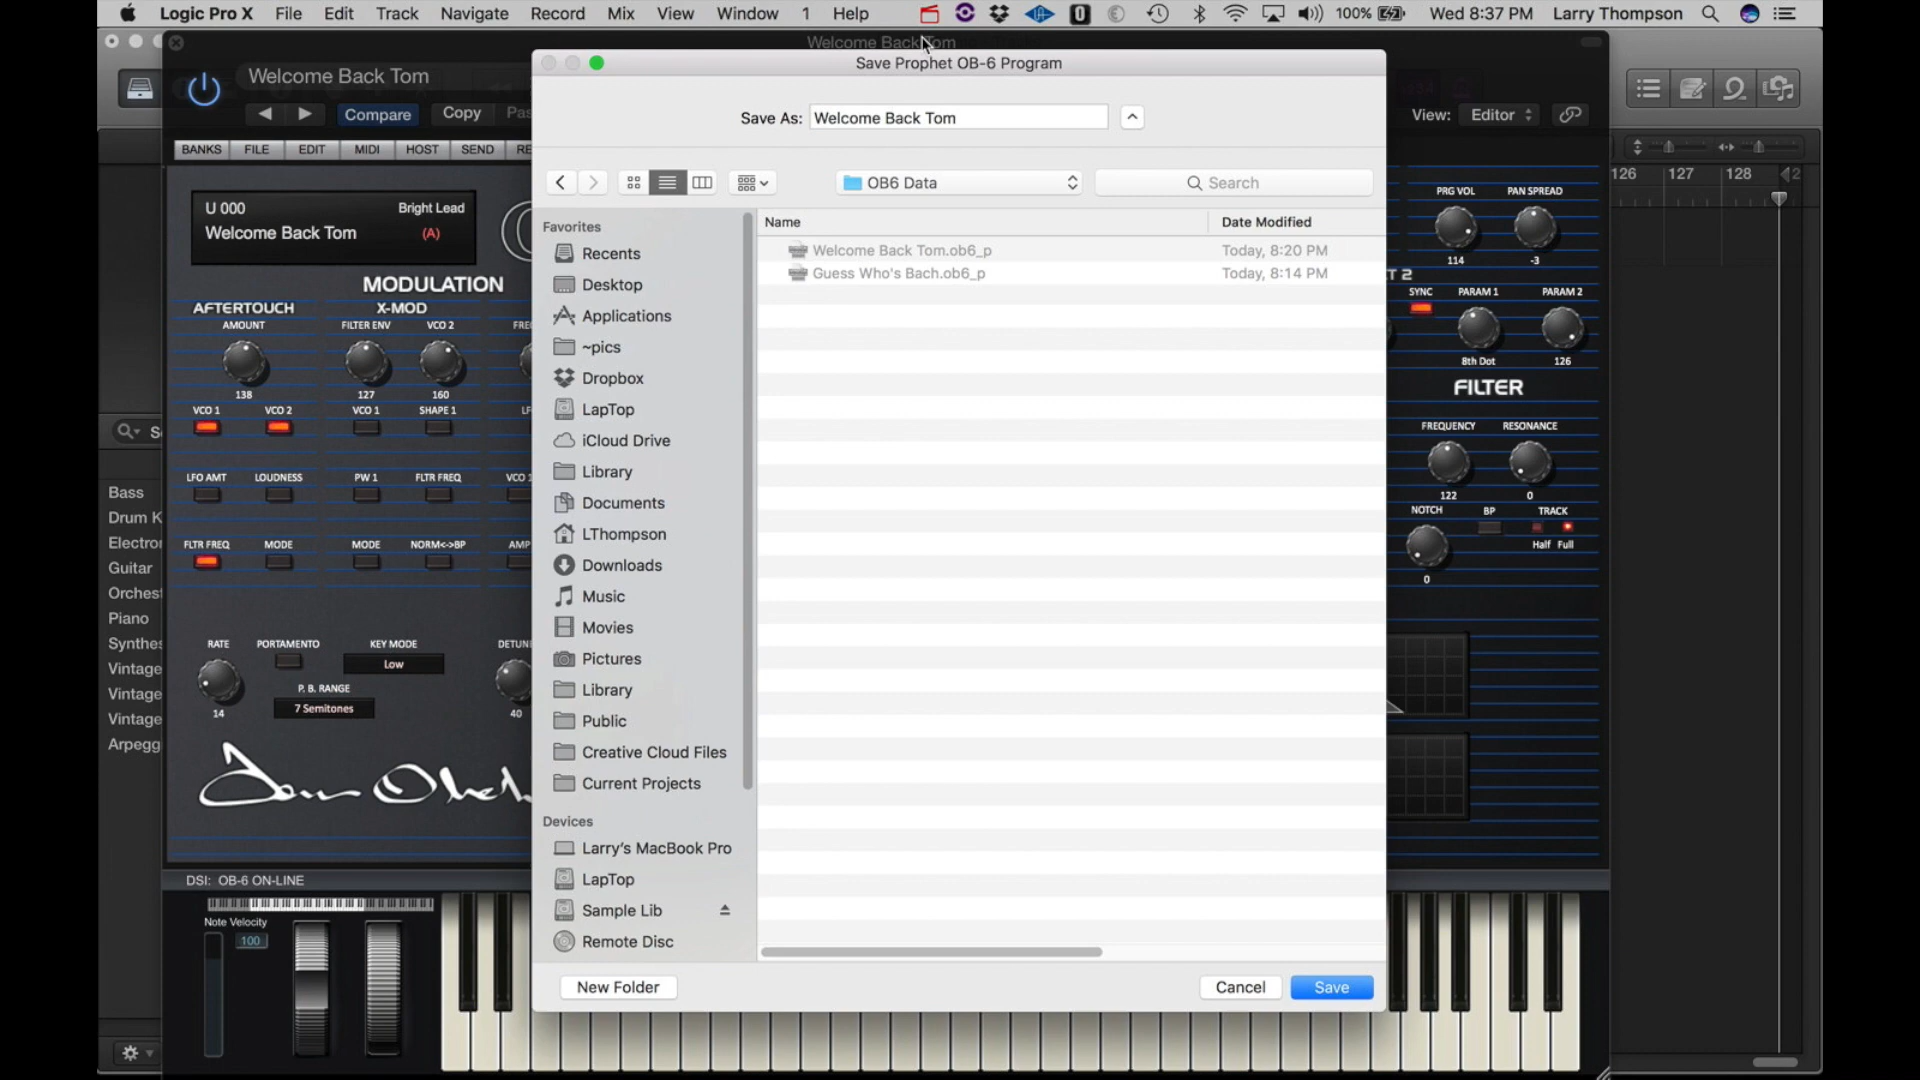 Logic Pro X File Edit Track Navigate Record Mix View Window 1 Help 100% Wed 8:37 PM Larry Thompson
Welcome Back Tom
Welcome Back Tom
Compare Copy
View: Editor
BANKS FILE EDIT MIDI HOST SEND
126 127 128
U 000 Bright Lead
Welcome Back Tom (A)
MODULATION
AFTERTOUCH X-MOD
AMOUNT FILTER ENV VCO 2
138 127 160
VCO 1 VCO 2 VCO 1 SHAPE 1
LFO AMT LOUDNESS PW 1 FLTR FREQ VCO 1
FLTR FREQ MODE MODE NORM<->BP
RATE PORTAMENTO KEY MODE
Low
P. B. RANGE
14 7 Semitones 40
Bass
Guitar
Piano
Vintage
Vintage
Vintage
DSI: OB-6 ON-LINE
Note Velocity
100
Save Prophet OB-6 Program
Save As: Welcome Back Tom
OB6 Data
Search
Name Date Modified
Welcome Back Tom.ob6_p Today, 8:20 PM
Guess Who's Bach.ob6_p Today, 8:14 PM
Favorites
Recents
Desktop
Applications
~pics
Dropbox
LapTop
iCloud Drive
Library
Documents
LThompson
Downloads
Music
Movies
Pictures
Library
Public
Creative Cloud Files
Current Projects
Devices
Larry's MacBook Pro
LapTop
Sample Lib
Remote Disc
New Folder Cancel Save
PRG VOL PAN SPREAD
114 -3
SYNC PARAM 1 PARAM 2
8th Dot 126
FILTER
FREQUENCY RESONANCE
122 0
NOTCH BP TRACK
Half Full
0